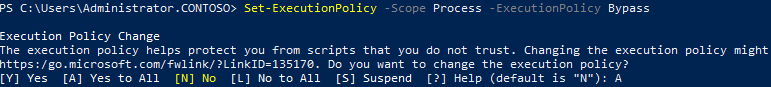 PS C:\Users\Administrator.CONTOSO> Set-ExecutionPolicy -Scope Process -ExecutionPolicy Bypass
Execution Policy Change
The execution policy helps protect you from scripts that you do not trust. Changing the execution policy might
https:/go.microsoft.com/fwlink/?LinkID=135170. Do you want to change the execution policy?
[Y] Yes  [A] Yes to All  [N] No  [L] No to All  [S] Suspend  [?] Help (default is "N"): A